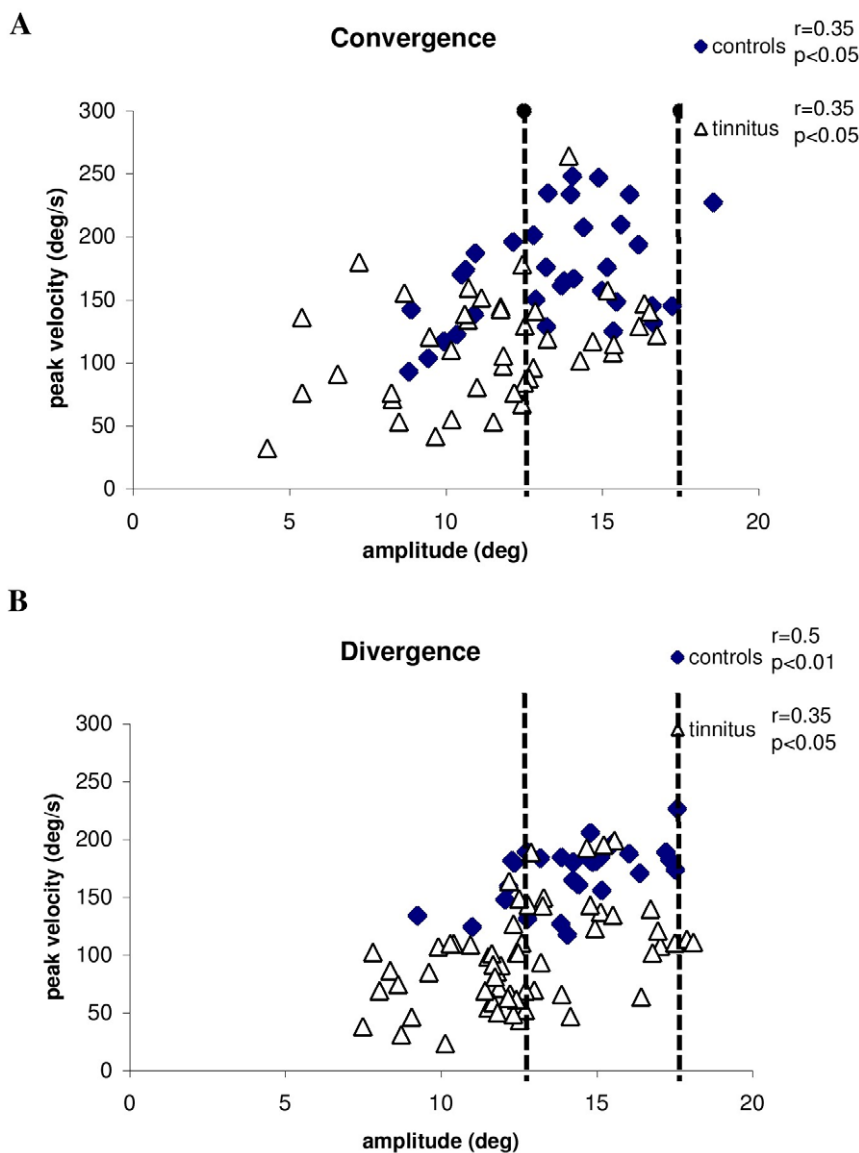 A
Convergence
controls
r=0.35
p<0.05
tinnitus
r=0.35
p<0.05
300
250
200
150
100
50
0
peak velocity (deg/s)
0
5
10
15
20
amplitude (deg)
B
Divergence
controls
r=0.5
p<0.01
tinnitus
r=0.35
p<0.05
300
250
200
150
100
50
0
peak velocity (deg/s)
0
5
10
15
20
amplitude (deg)